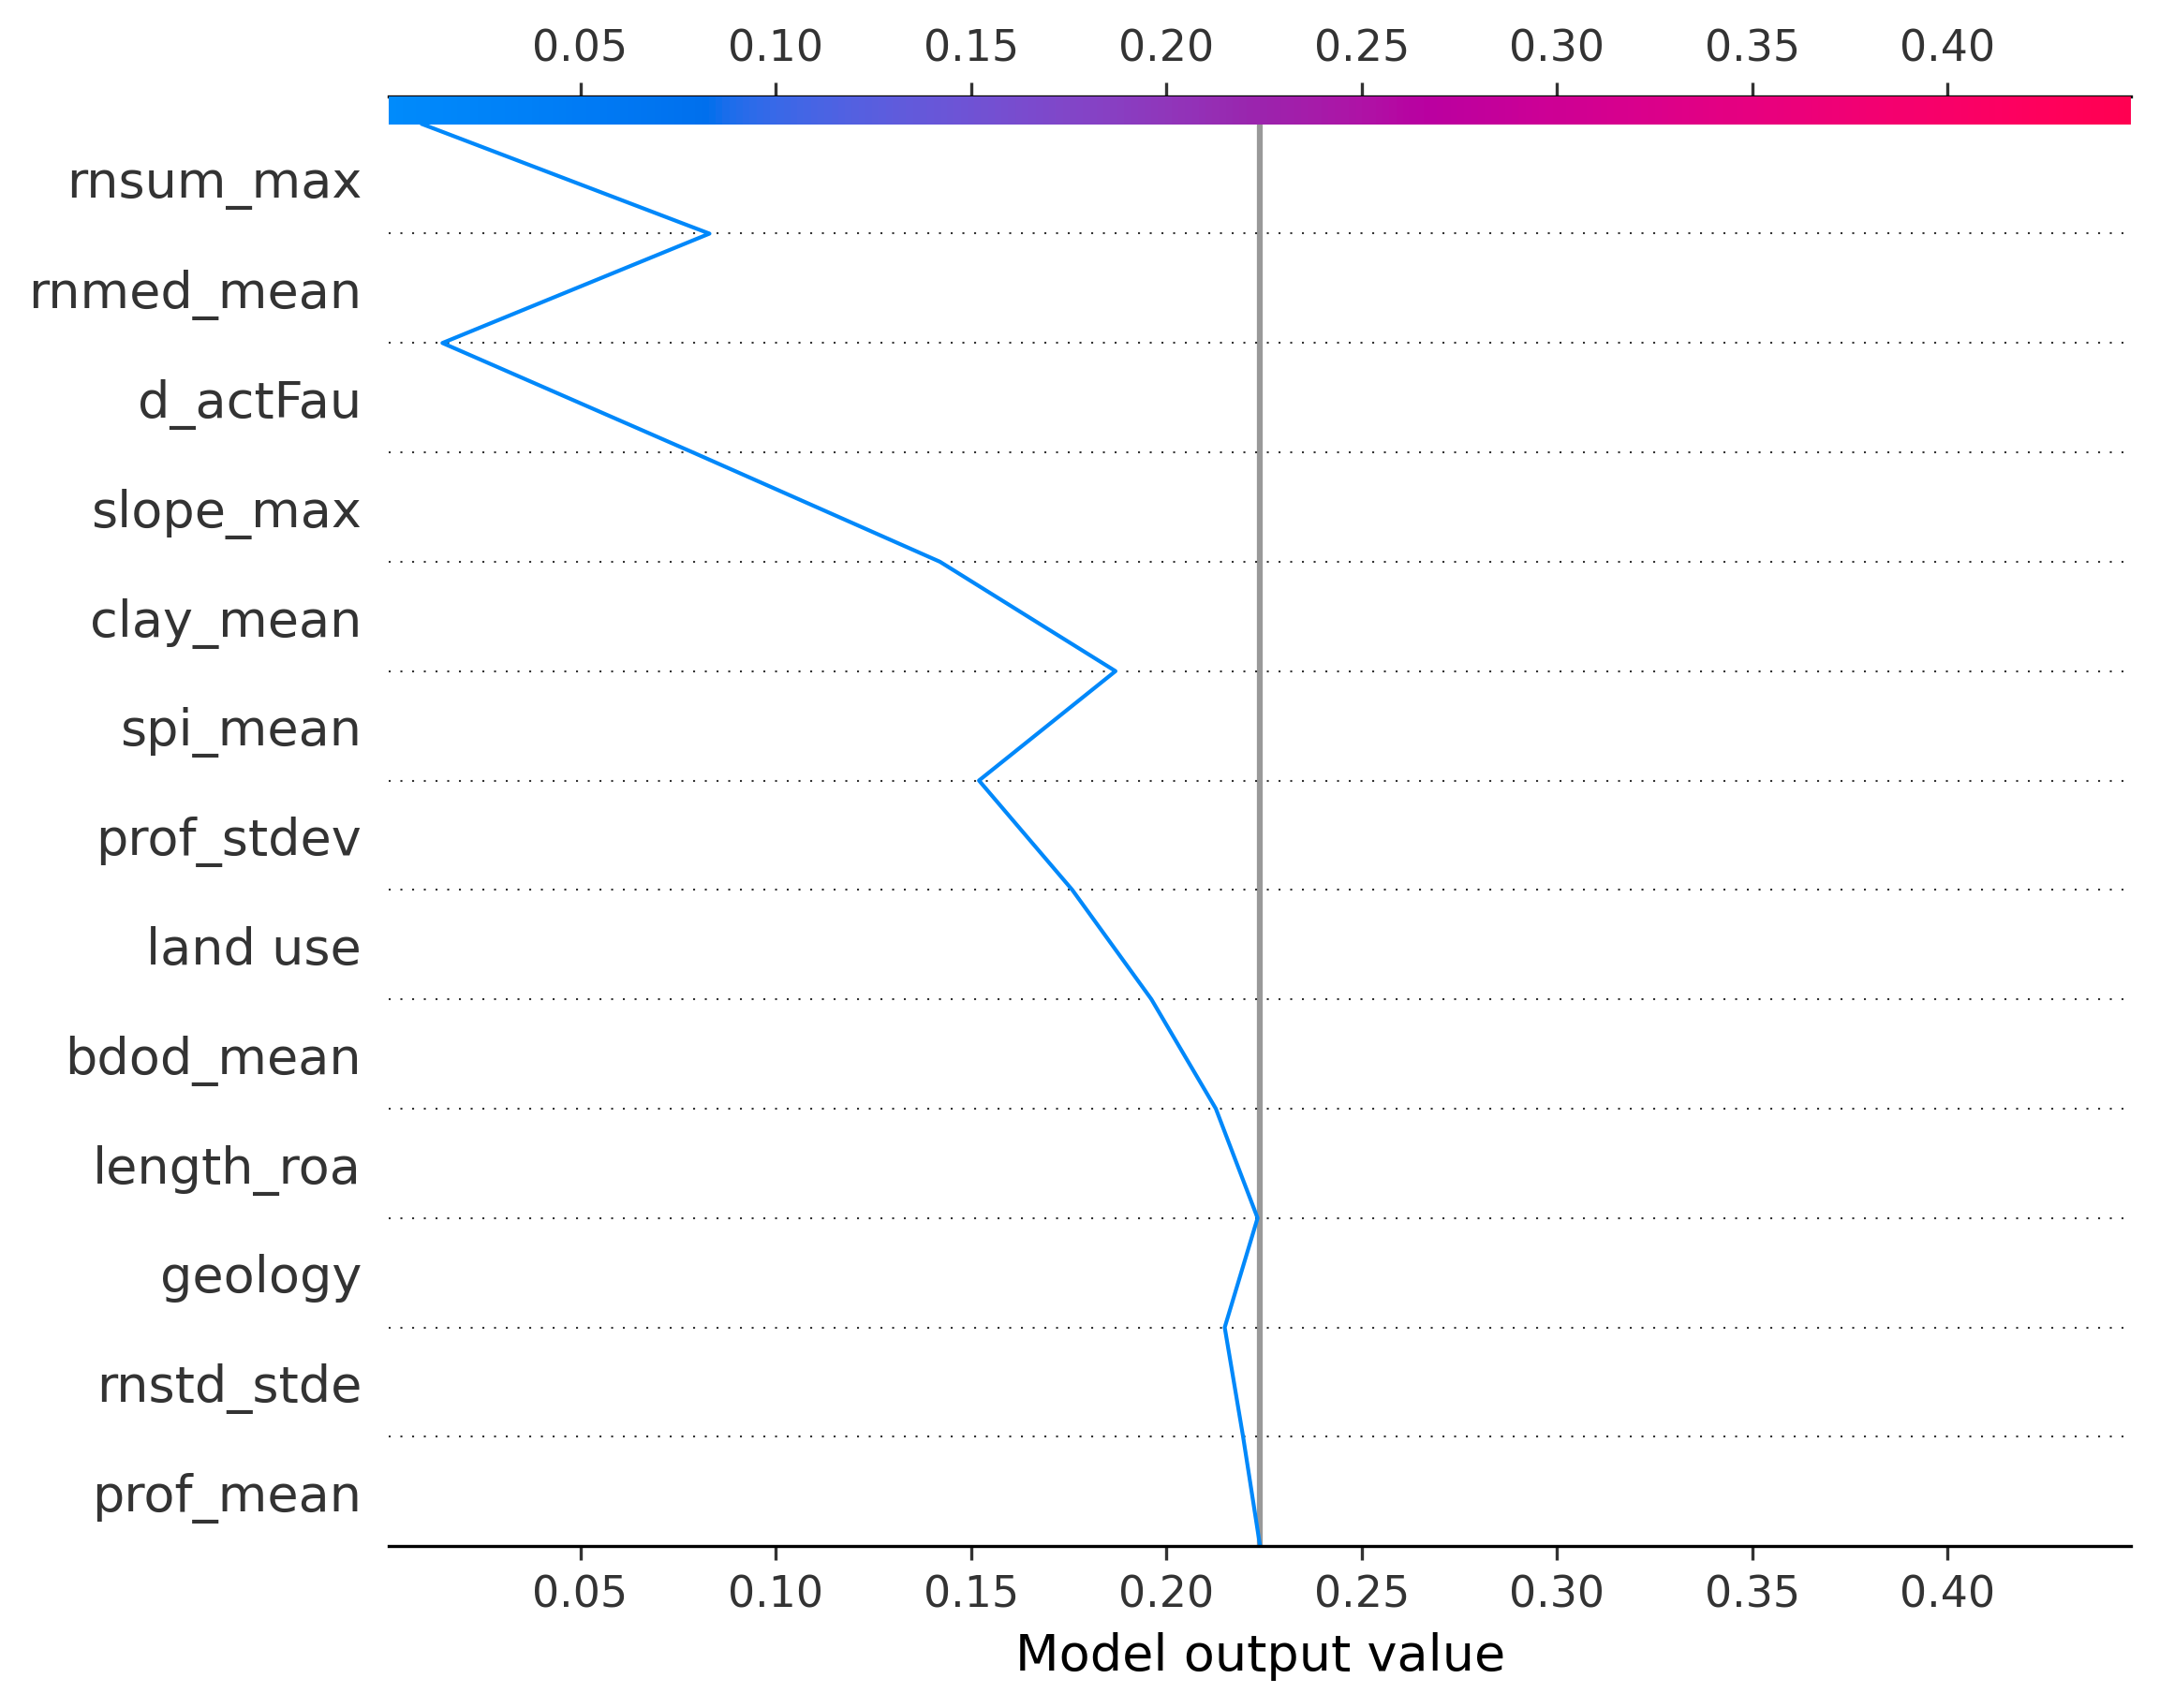 0.05 0.10 0.15 0.20 0.25 0.30 0.35 0.40
rnsum_max
rnmed_mean
d_actFau
slope_max
clay_mean
spi_mean
prof_stdev
land use
bdod_mean
length_roa
geology
rnstd_stde
prof_mean
0.05 0.10 0.15 0.20 0.25 0.30 0.35 0.40
Model output value